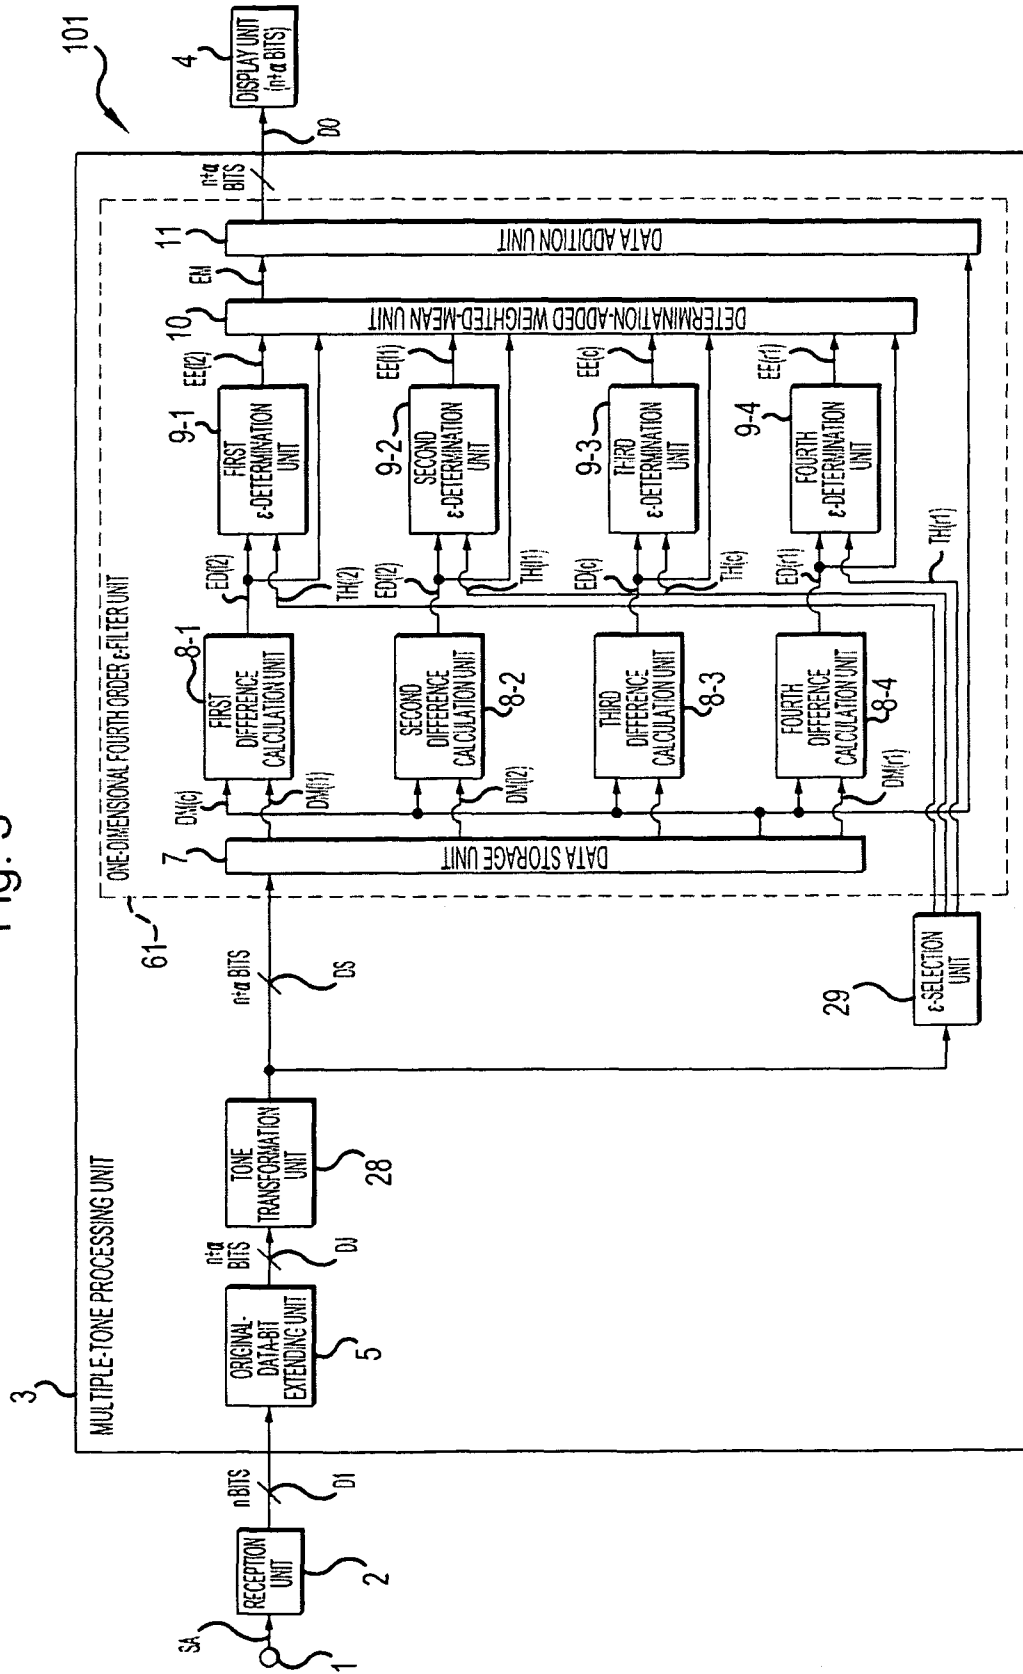 Fig. 3
3
MULTIPLE-TONE PROCESSING UNIT
101
1
SA
RECEPTION
UNIT
2
n BITS
D1
ORIGINAL-
DATA-BIT
EXTENDING UNIT
5
n+α
BITS
DJ
TONE
TRANSFORMATION
UNIT
28
n+α BITS
DS
29
ε-SELECTION
UNIT
61
ONE-DIMENSIONAL FOURTH ORDER ε-FILTER UNIT
7
DATA STORAGE UNIT
DM(c)
DM(l1)
DM(l2)
DM(r1)
8-1
FIRST
DIFFERENCE
CALCULATION UNIT
SECOND
DIFFERENCE
CALCULATION UNIT
8-2
THIRD
DIFFERENCE
CALCULATION UNIT
8-3
FOURTH
DIFFERENCE
CALCULATION UNIT
8-4
ED(l2)
TH(l2)
ED(l2)
TH(l1)
ED(c)
TH(c)
ED(r1)
TH(r1)
9-1
FIRST
ε-DETERMINATION
UNIT
9-2
SECOND
ε-DETERMINATION
UNIT
9-3
THIRD
ε-DETERMINATION
UNIT
9-4
FOURTH
ε-DETERMINATION
UNIT
EE(l2)
EE(l1)
EE(c)
EE(r1)
10
DETERMINATION-ADDED WEIGHTED-MEAN UNIT
EM
11
DATA ADDITION UNIT
n+α
BITS
DO
4
DISPLAY UNIT
(n+α BITS)